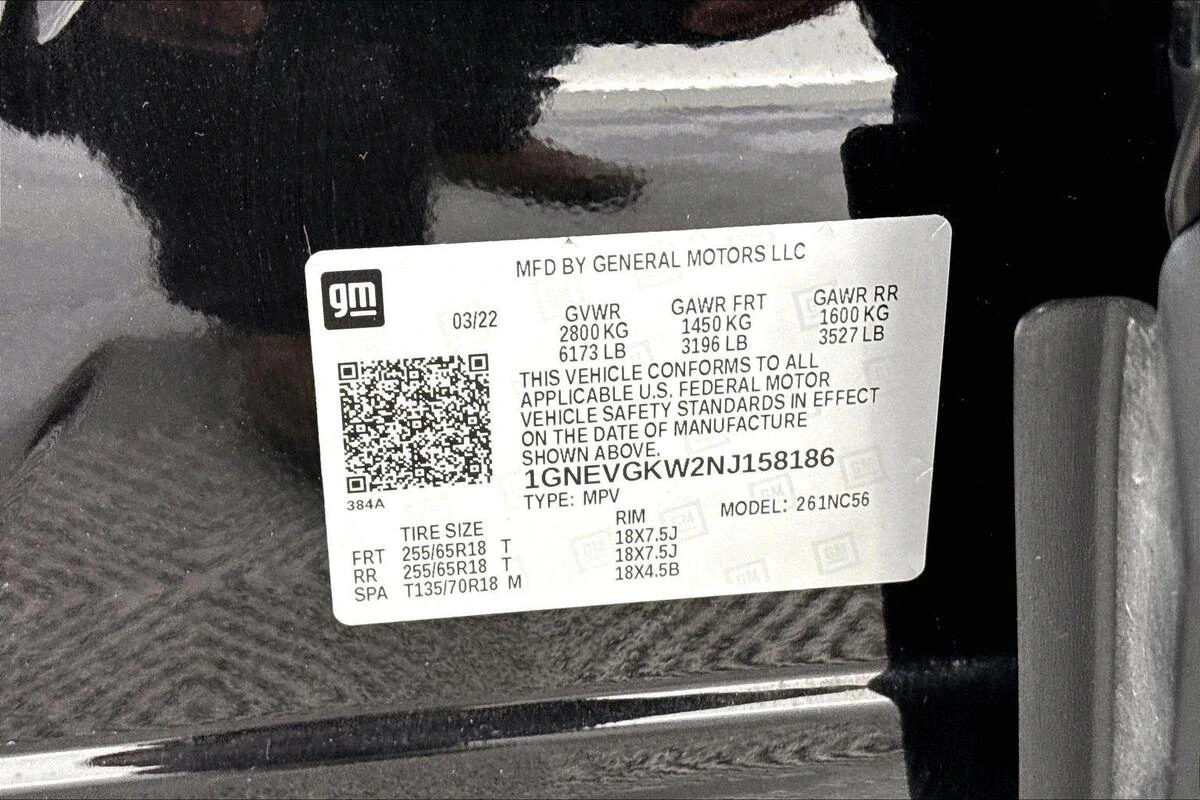 MFD BY GENERAL MOTORS LLC
gm
03/22
GVWR GAWR FRT GAWR RR
2800 KG 1450 KG 1600 KG
6173 LB 3196 LB 3527 LB
THIS VEHICLE CONFORMS TO ALL
APPLICABLE U.S. FEDERAL MOTOR
VEHICLE SAFETY STANDARDS IN EFFECT
ON THE DATE OF MANUFACTURE
SHOWN ABOVE.
1GNEVGKW2NJ158186
TYPE: MPV MODEL: 261NC56
384A
TIRE SIZE RIM
FRT 255/65R18 T 18X7.5J
RR 255/65R18 T 18X7.5J
SPA T135/70R18 M 18X4.5B